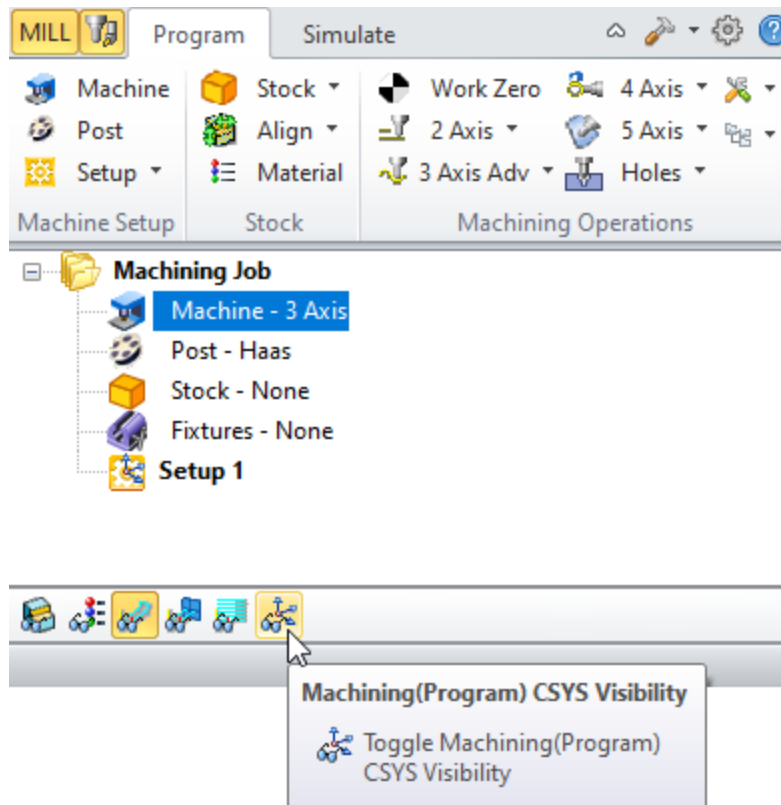 MILL Program Simulate
Machine Stock Work Zero 4 Axis
Post Align 2 Axis 5 Axis
Setup Material 3 Axis Adv Holes
Machine Setup Stock Machining Operations
Machining Job
Machine - 3 Axis
Post - Haas
Stock - None
Fixtures - None
Setup 1
Machining(Program) CSYS Visibility
Toggle Machining(Program)
CSYS Visibility